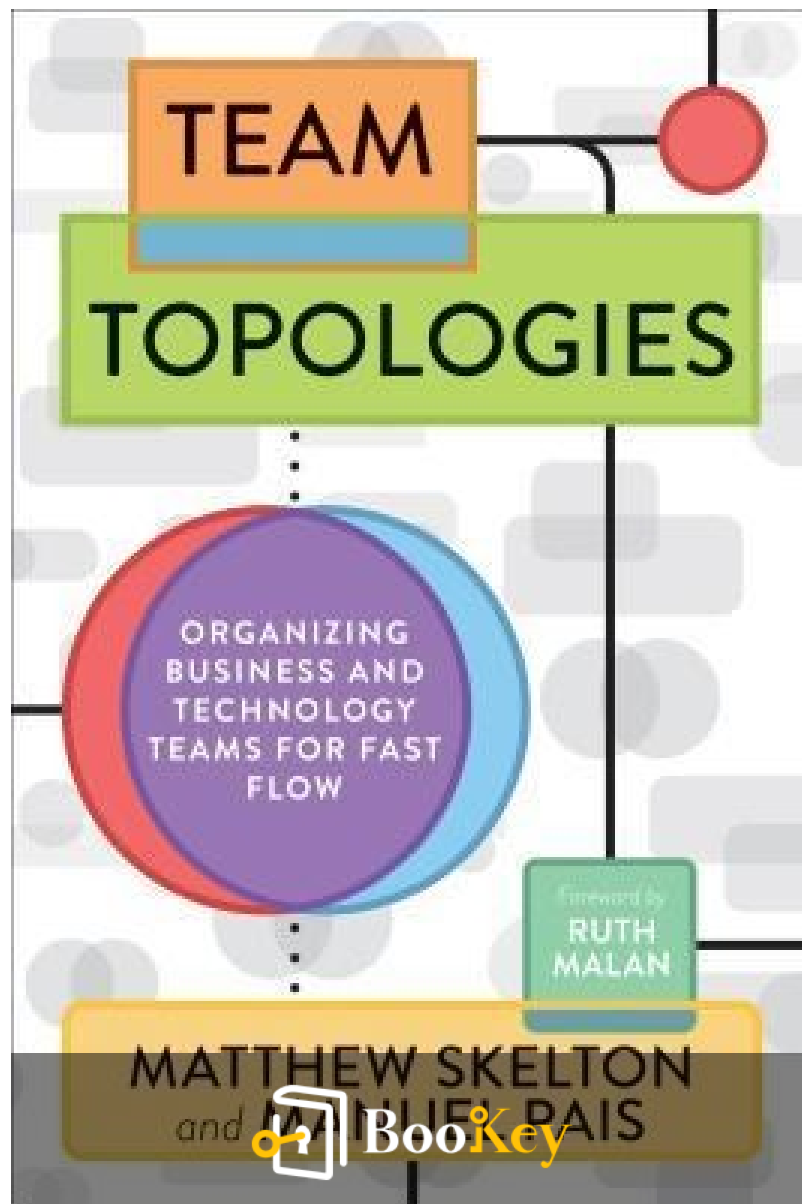 TEAM
TOPOLOGIES
ORGANIZING
BUSINESS AND
TECHNOLOGY
TEAMS FOR FAST
FLOW
Foreword by
RUTH
MALAN
MATTHEW SKELTON
and MANUEL PAIS
BooKey